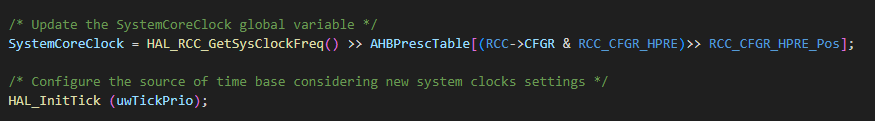 /* Update the SystemCoreClock global variable */
SystemCoreClock = HAL_RCC_GetSysClockFreq() >> AHBPrescTable[(RCC->CFGR & RCC_CFGR_HPRE)>> RCC_CFGR_HPRE_Pos];
/* Configure the source of time base considering new system clocks settings */
HAL_InitTick (uwTickPrio);